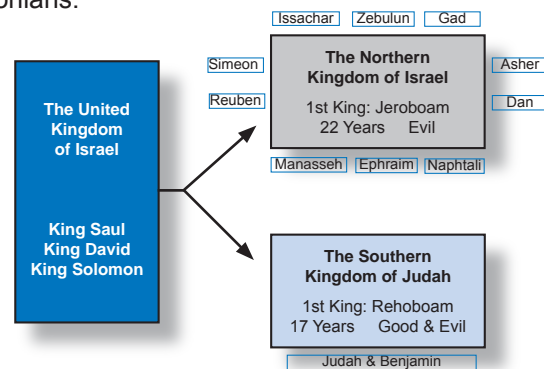 onians.
Issachar Zebulun Gad
Simeon
Reuben
The Northern
Kingdom of Israel
1st King: Jeroboam
22 Years Evil
Asher
Dan
Manasseh Ephraim Naphtali
The United
Kingdom
of Israel
King Saul
King David
King Solomon
The Southern
Kingdom of Judah
1st King: Rehoboam
17 Years Good & Evil
Judah & Benjamin